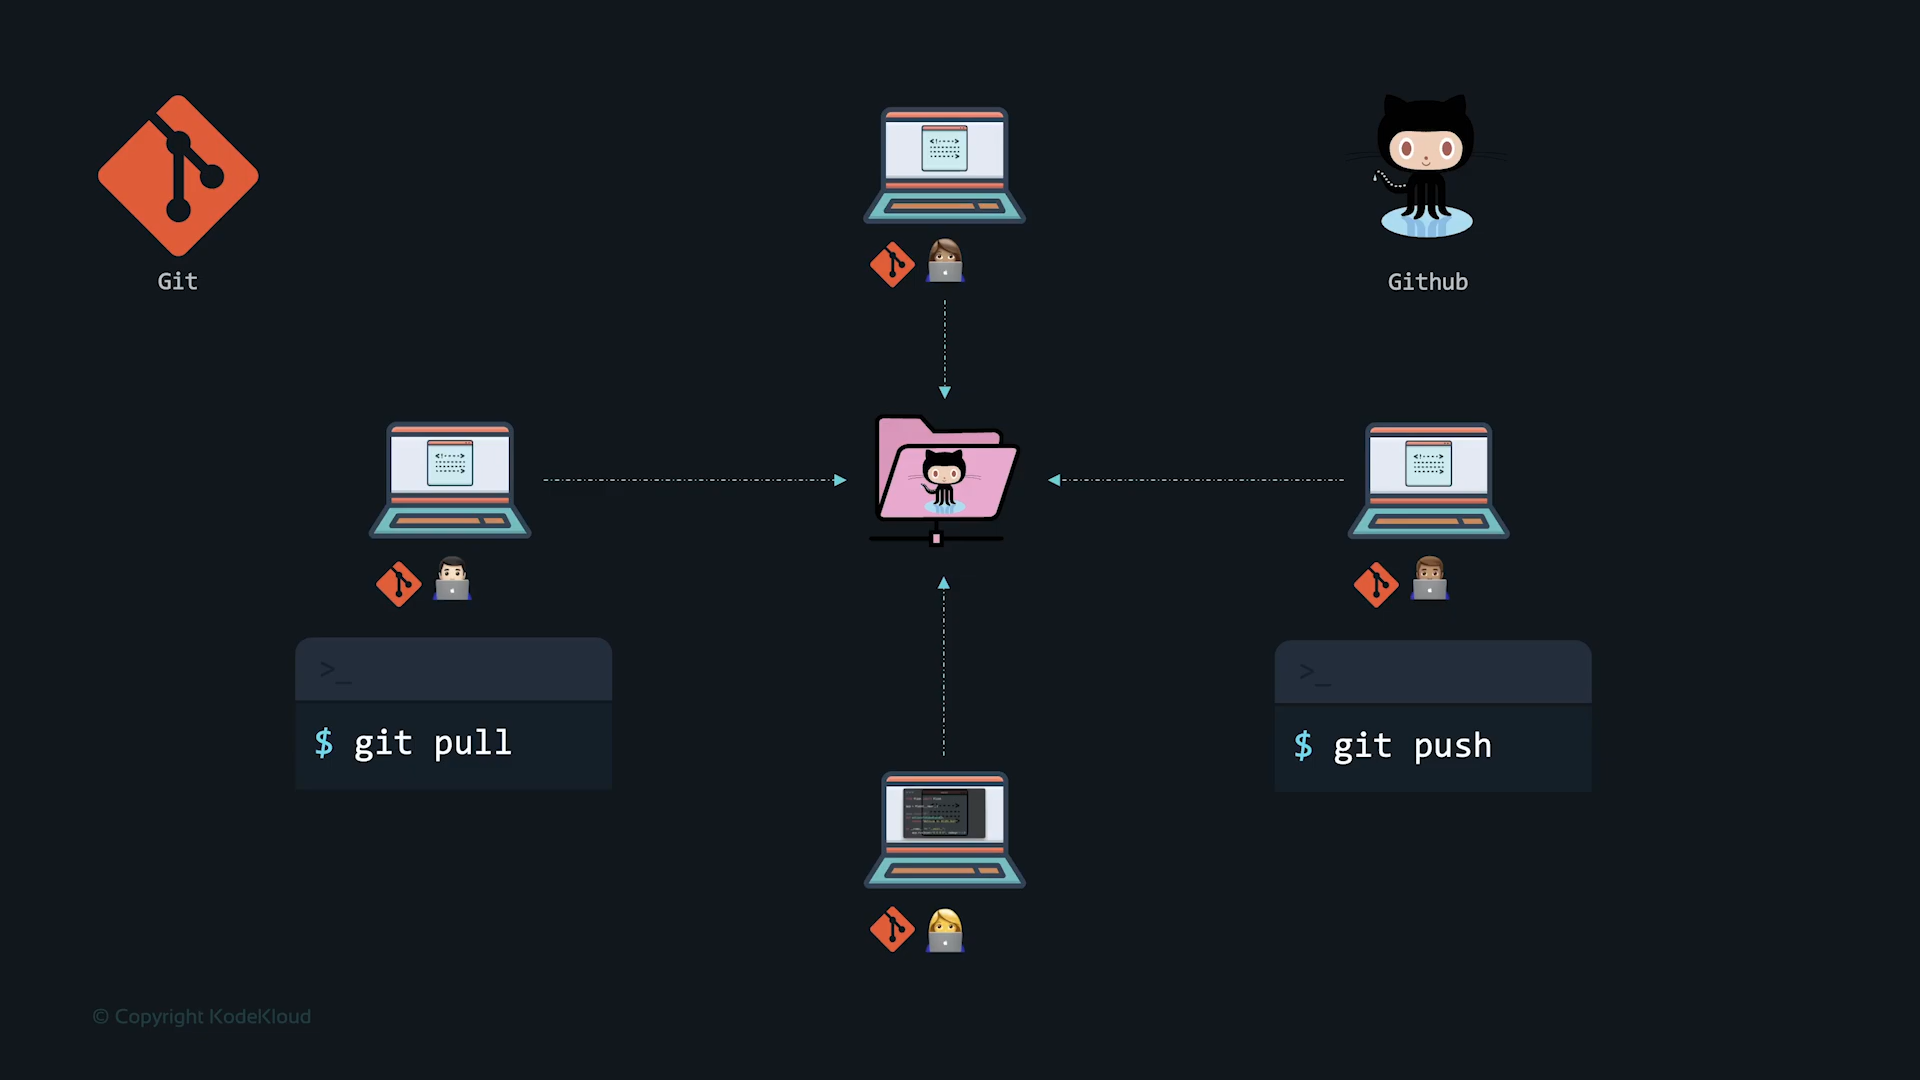 Git
Github
>_
$ git pull
>_
$ git push
© Copyright KodeKloud